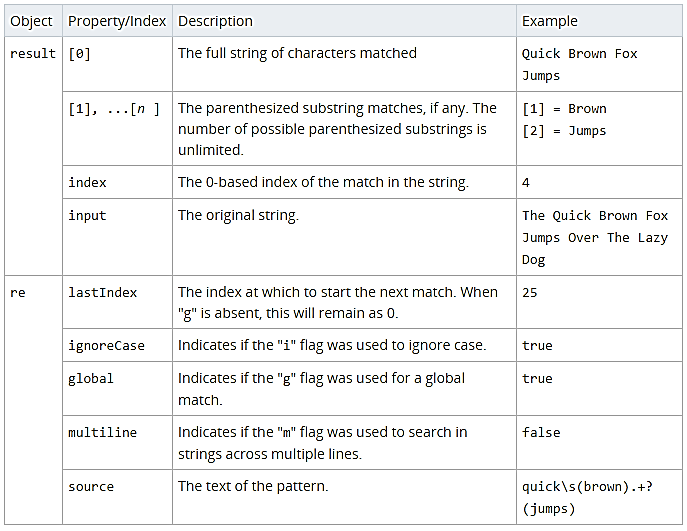 Object Property/Index Description Example
result [0] The full string of characters matched Quick Brown Fox
Jumps
[1], ...[n ] The parenthesized substring matches, if any. The [1] = Brown
number of possible parenthesized substrings is [2] = Jumps
unlimited.
index The 0-based index of the match in the string. 4
input The original string. The Quick Brown Fox
Jumps Over The Lazy
Dog
re lastIndex The index at which to start the next match. When 25
"g" is absent, this will remain as 0.
ignoreCase Indicates if the "i" flag was used to ignore case. true
global Indicates if the "g" flag was used for a global true
match.
multiline Indicates if the "m" flag was used to search in false
strings across multiple lines.
source The text of the pattern. quick\s(brown).+?
(jumps)